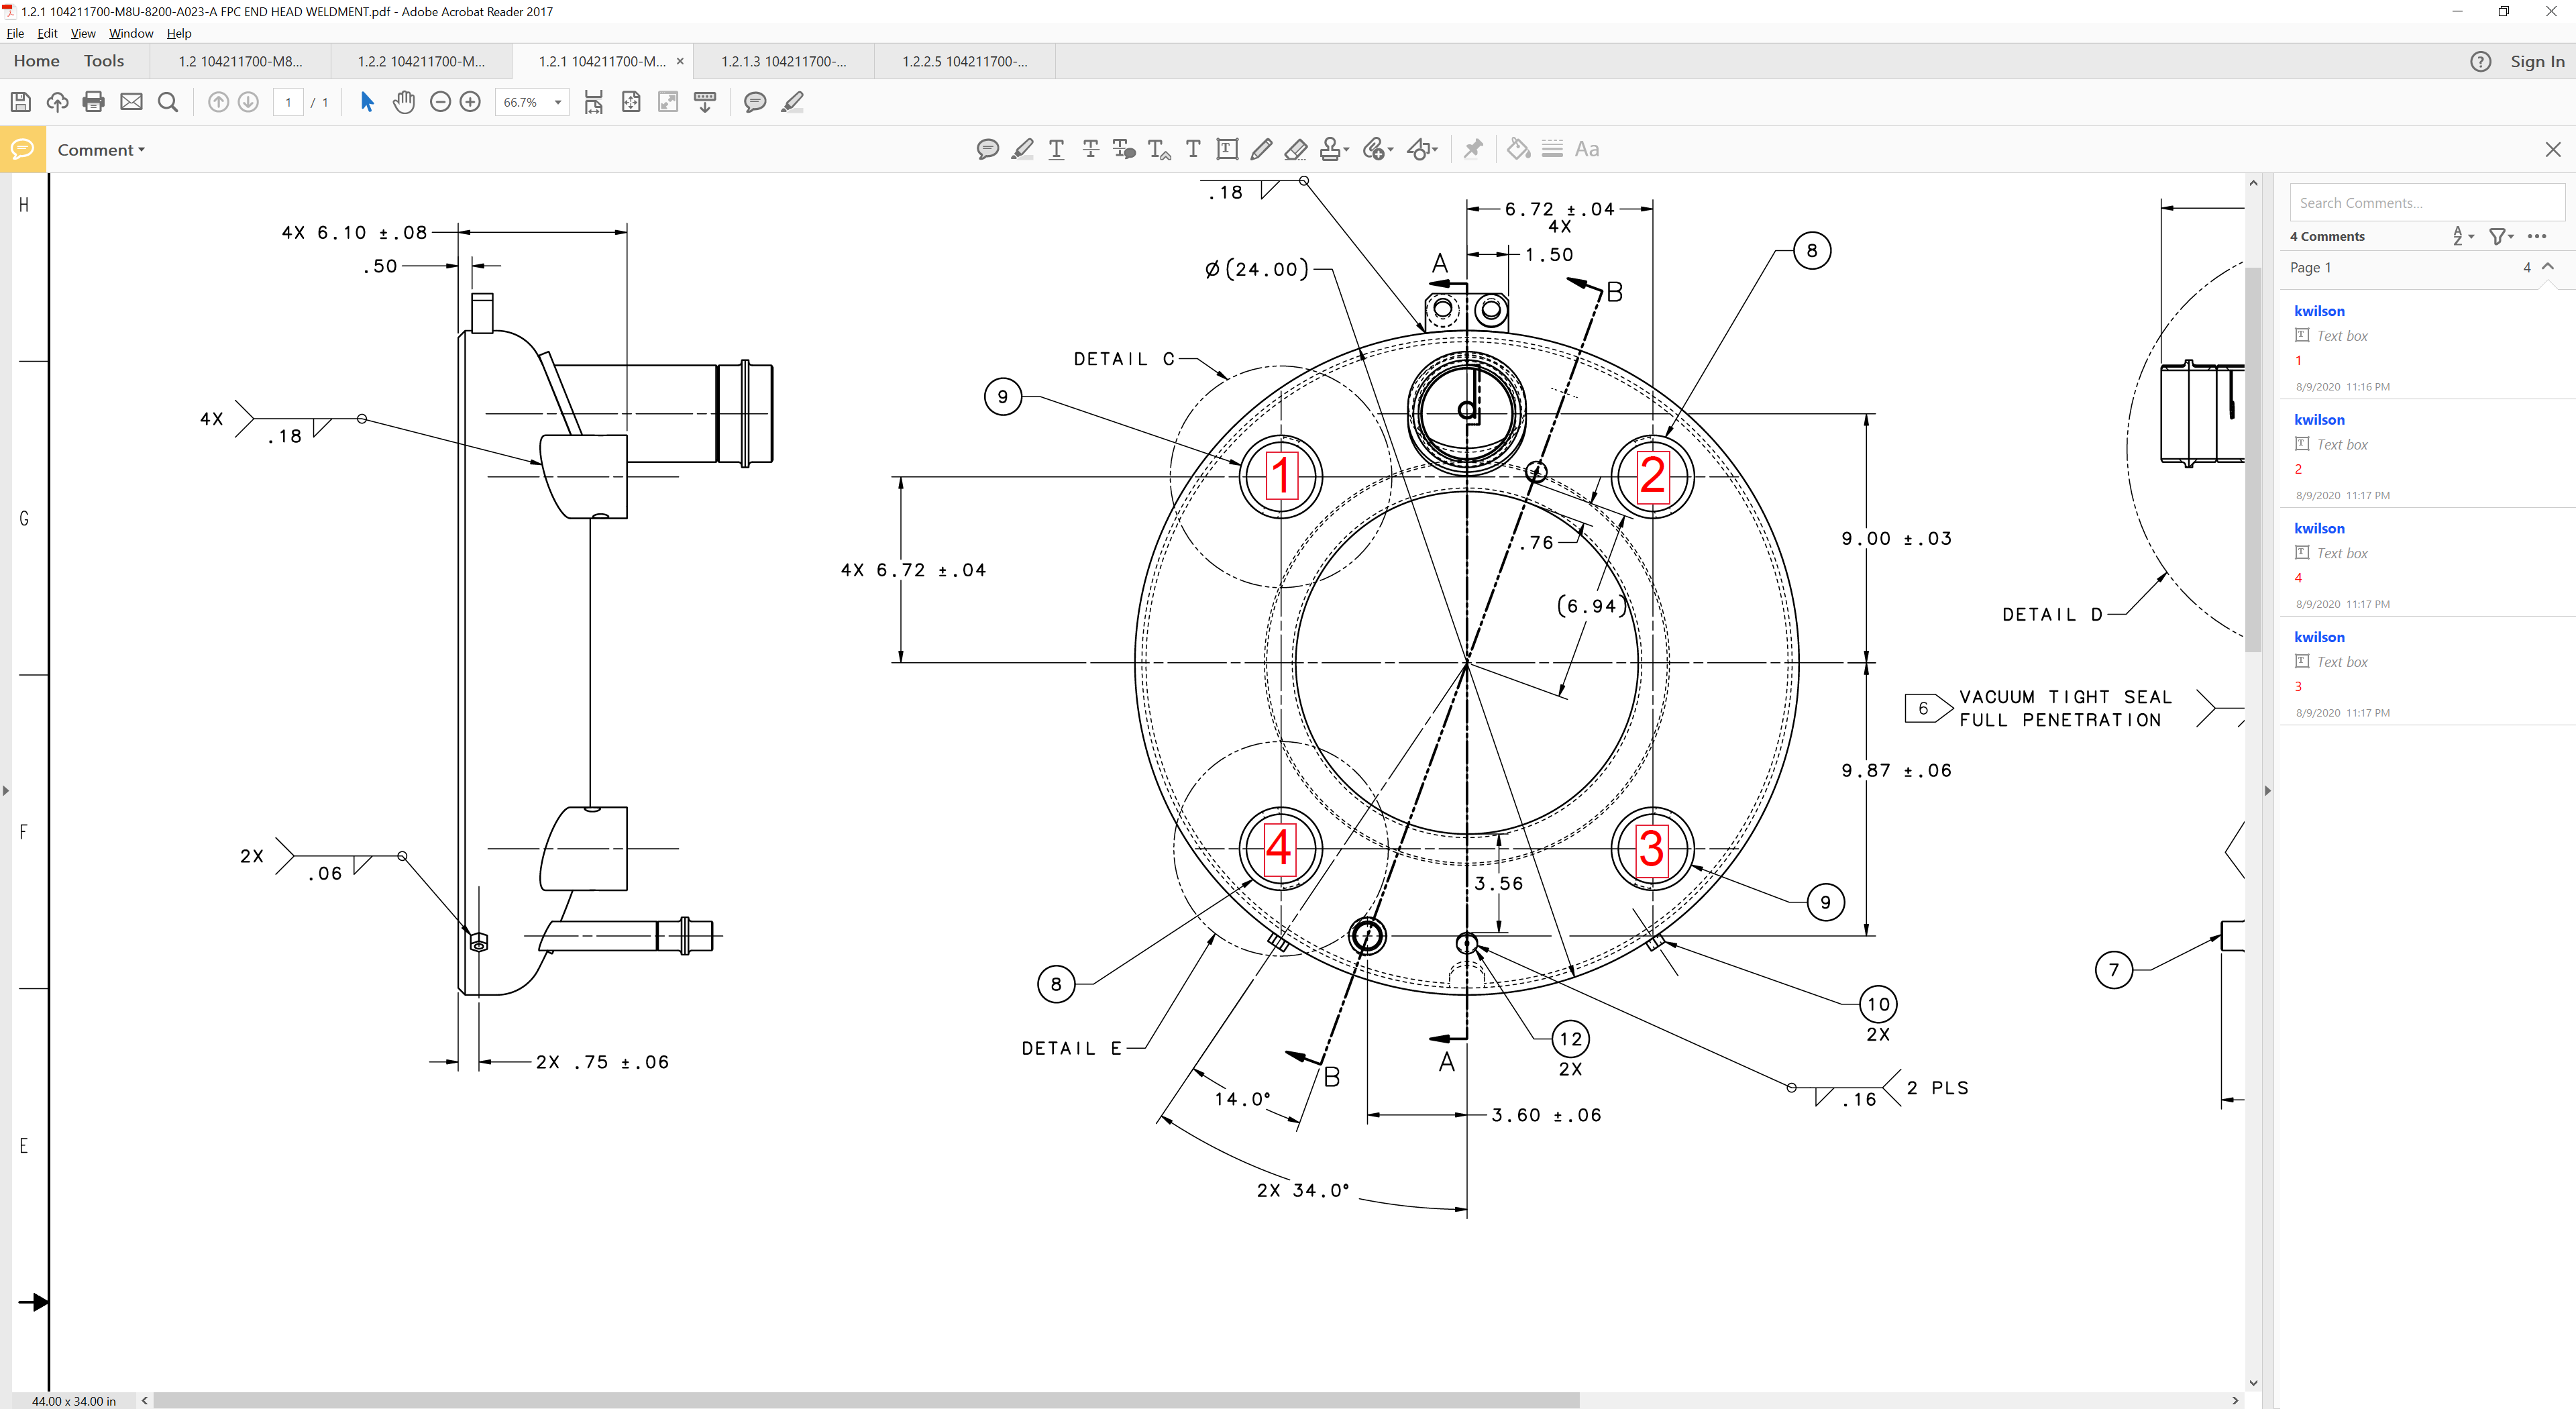 1.2.1 104211700-M8U-8200-A023-A FPC END HEAD WELDMENT.pdf - Adobe Acrobat Reader 2017
File Edit View Window Help
Home Tools 1.2 104211700-M8... 1.2.2 104211700-M... 1.2.1 104211700-M... × 1.2.1.3 104211700-... 1.2.2.5 104211700-... ? Sign In
1 / 1 66.7%
Comment
Aa
Search Comments...
4 Comments
Page 1 4
kwilson
Text box
1
8/9/2020 11:16 PM
kwilson
Text box
2
8/9/2020 11:17 PM
kwilson
Text box
4
8/9/2020 11:17 PM
kwilson
Text box
3
8/9/2020 11:17 PM
H
G
F
E
4X 6.10 ±.08
.50
4X
.18
2X
.06
2X .75 ±.06
.18
6.72 ±.04
4X
1.50
Ø(24.00)
A
B
8
DETAIL C
9
1
2
9.00 ±.03
.76
4X 6.72 ±.04
(6.94)
DETAIL D
6
VACUUM TIGHT SEAL
FULL PENETRATION
9.87 ±.06
4
3
3.56
9
8
7
10
2X
12
2X
DETAIL E
A
B
14.0°
3.60 ±.06
.16
2 PLS
2X 34.0°
44.00 x 34.00 in